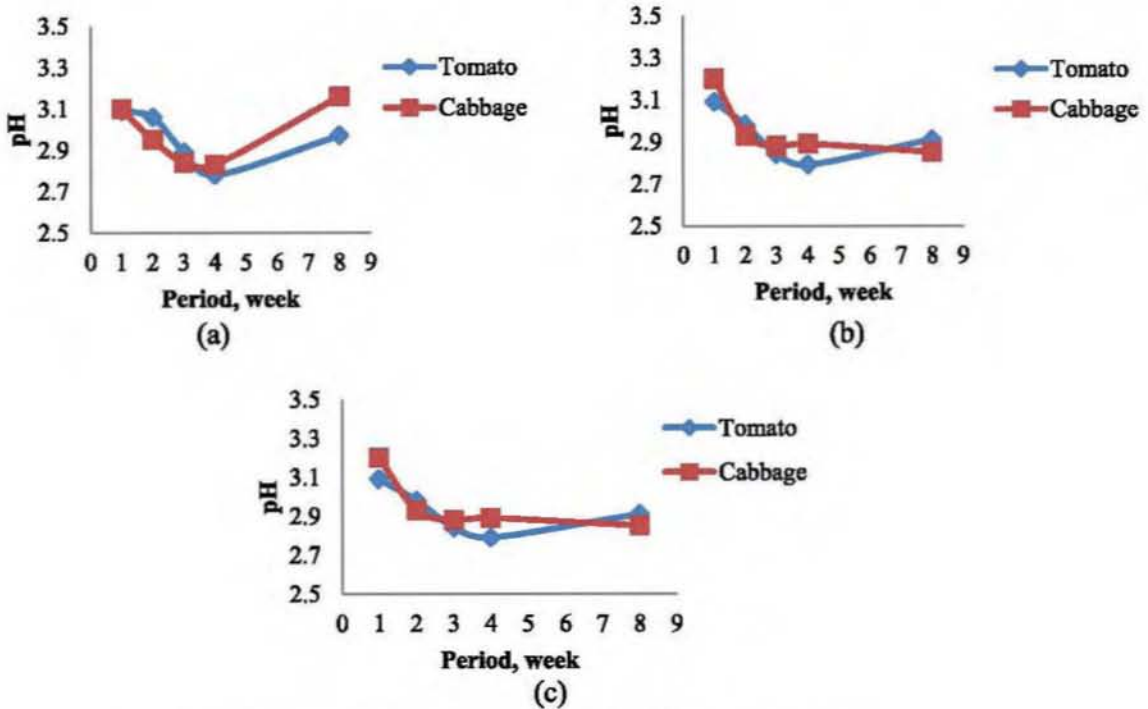 3.5
3.3
3.1
2.9
2.7
2.5
pH
0 1 2 3 4 5 6 7 8 9
Period, week
(a)
Tomato
Cabbage
3.5
3.3
3.1
2.9
2.7
2.5
pH
0 1 2 3 4 5 6 7 8 9
Period, week
(b)
Tomato
Cabbage
3.5
3.3
3.1
2.9
2.7
2.5
pH
0 1 2 3 4 5 6 7 8 9
Period, week
(c)
Tomato
Cabbage